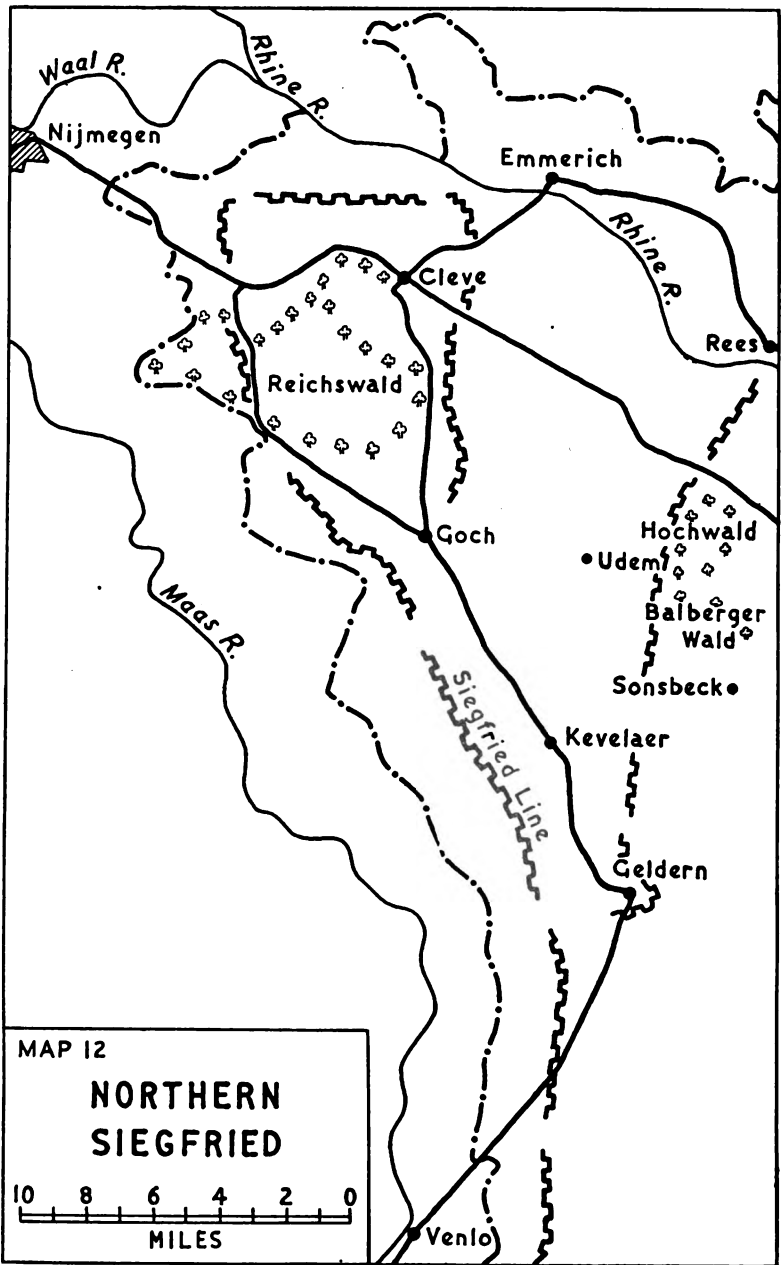 Waal R.
Rhine R.
Nijmegen
Emmerich
Rhine R.
Cleve
Rees
Reichswald
Goch
Hochwald
Udem
Balberger
Wald
Maas R.
Sonsbeck
Siegfried Line
Kevelaer
Geldern
MAP 12
NORTHERN
SIEGFRIED
10 8 6 4 2 0
MILES
Venlo